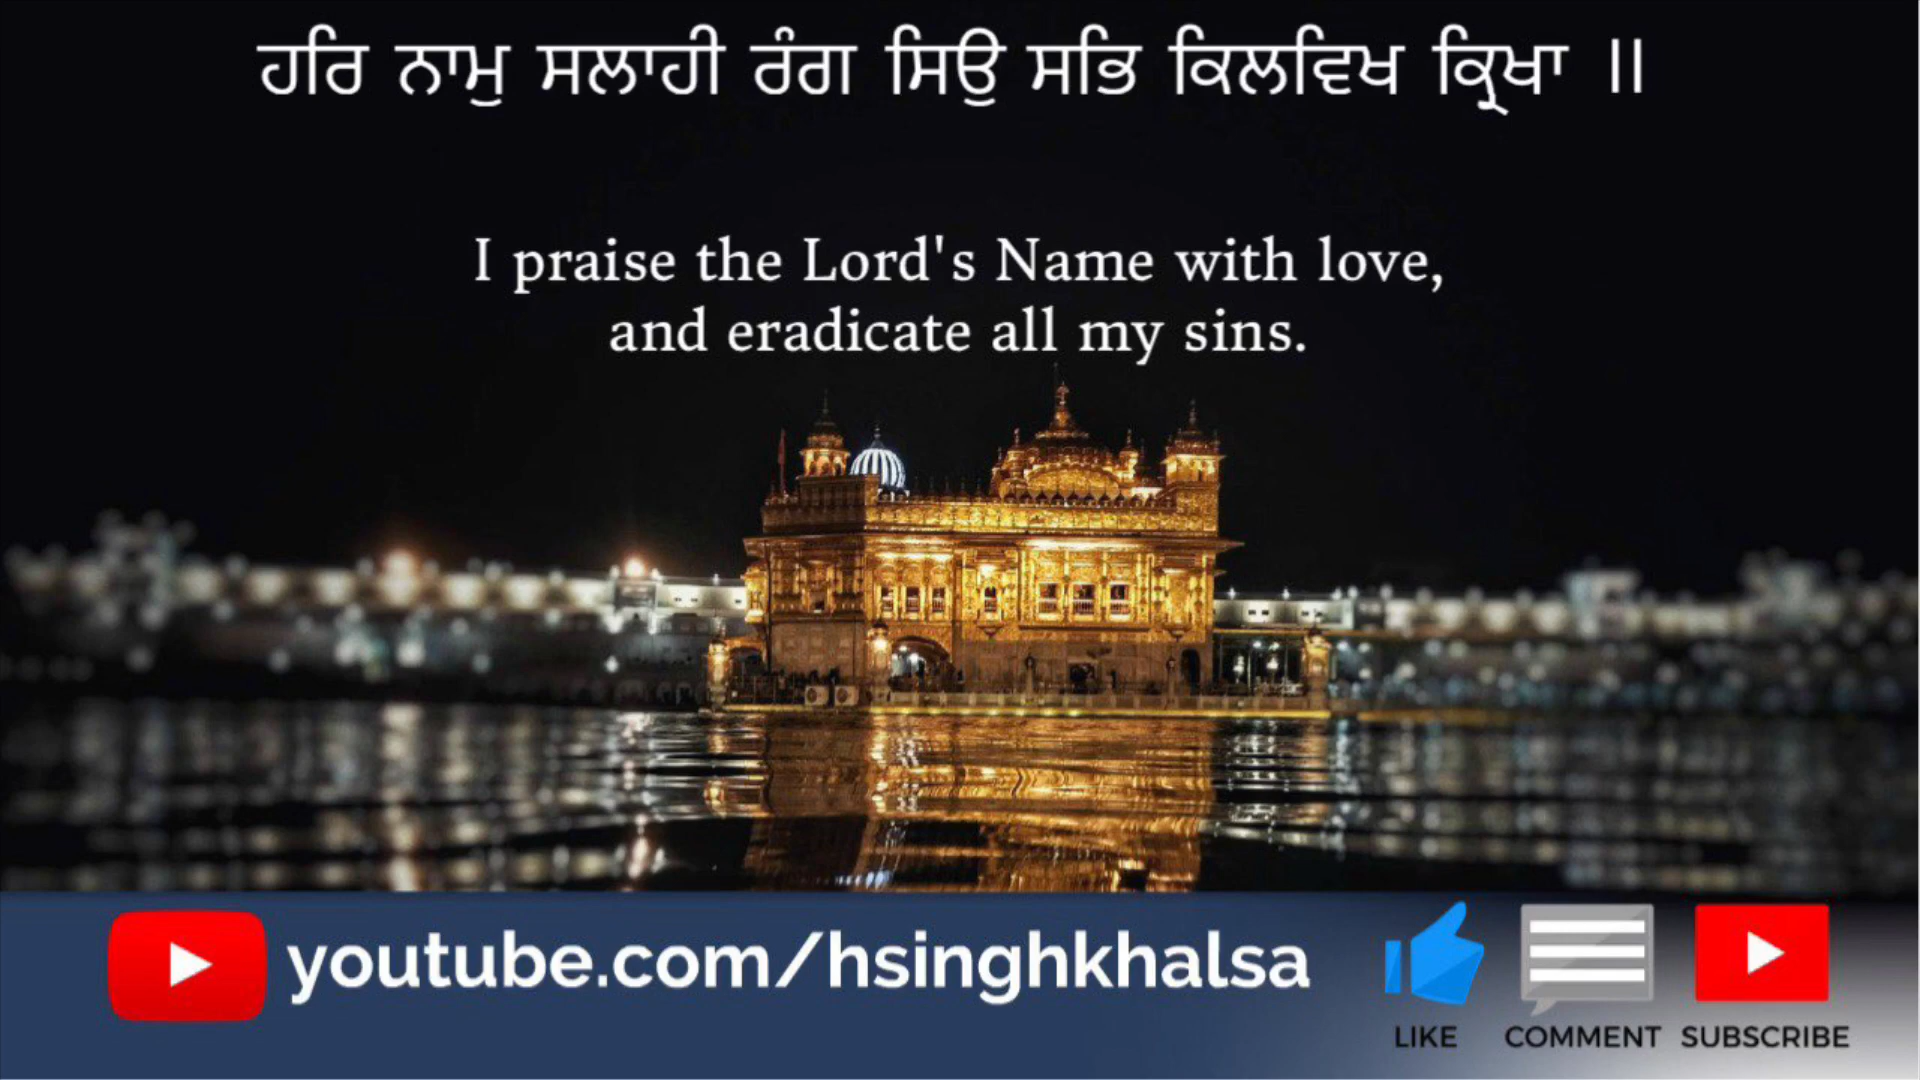 ਹਰਿ ਨਾਮੁ ਸਲਾਹੀ ਰੰਗ ਸਿਉ ਸਭਿ ਕਿਲਵਿਖ ਕ੍ਰਿਖਾ ॥
I praise the Lord's Name with love,
and eradicate all my sins.
youtube.com/hsinghkhalsa
LIKE COMMENT SUBSCRIBE